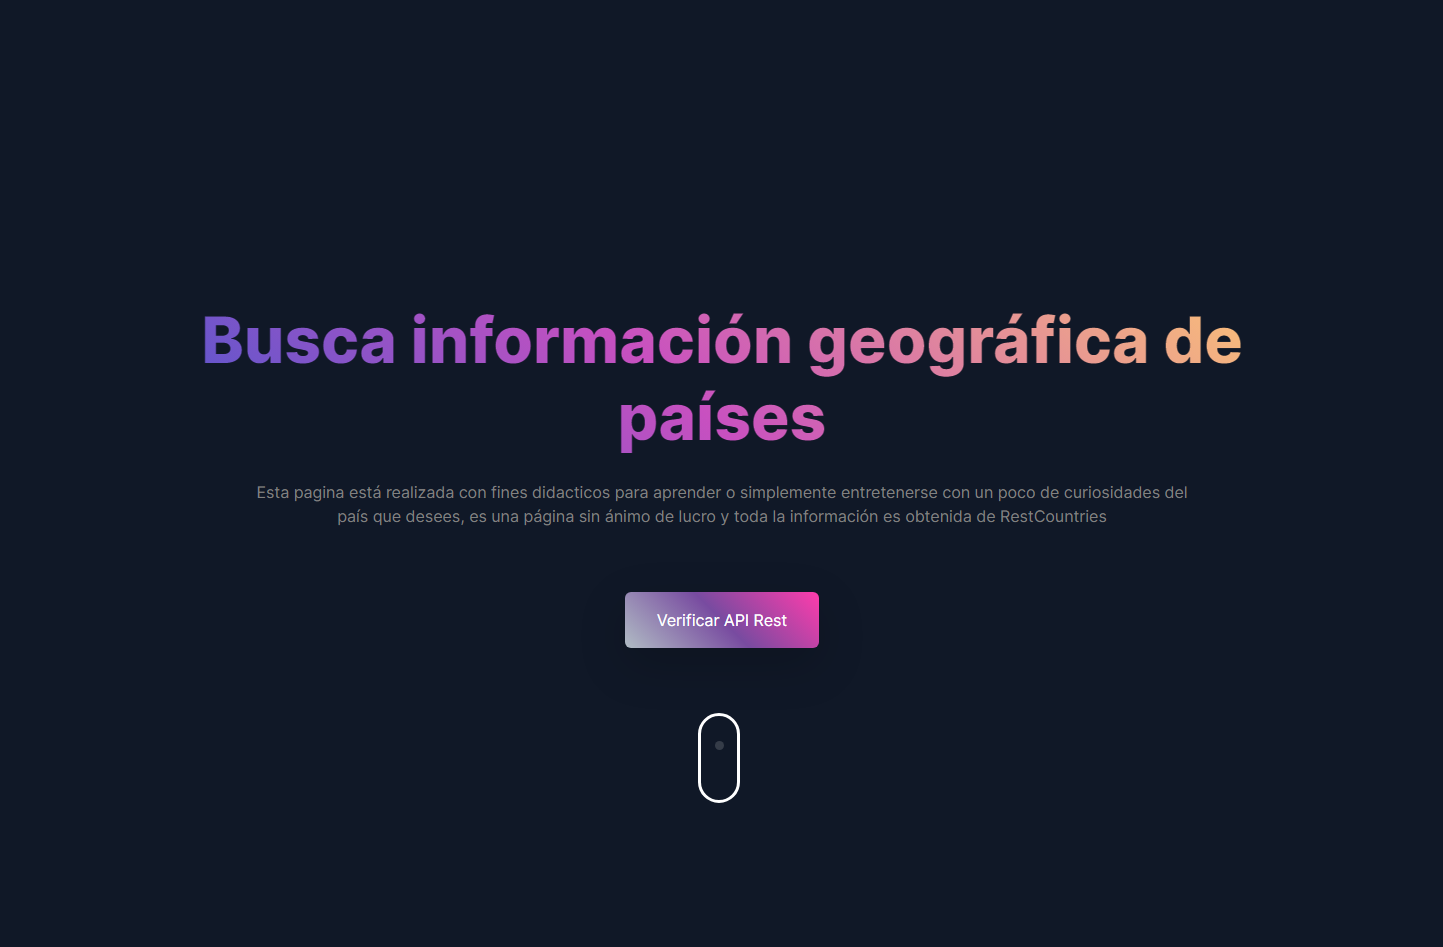 Busca información geográfica de
países
Esta pagina está realizada con fines didacticos para aprender o simplemente entretenerse con un poco de curiosidades del
país que desees, es una página sin ánimo de lucro y toda la información es obtenida de RestCountries
Verificar API Rest